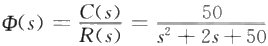 Φ(s) = C(s)/R(s) = 50/(s² + 2s + 50)